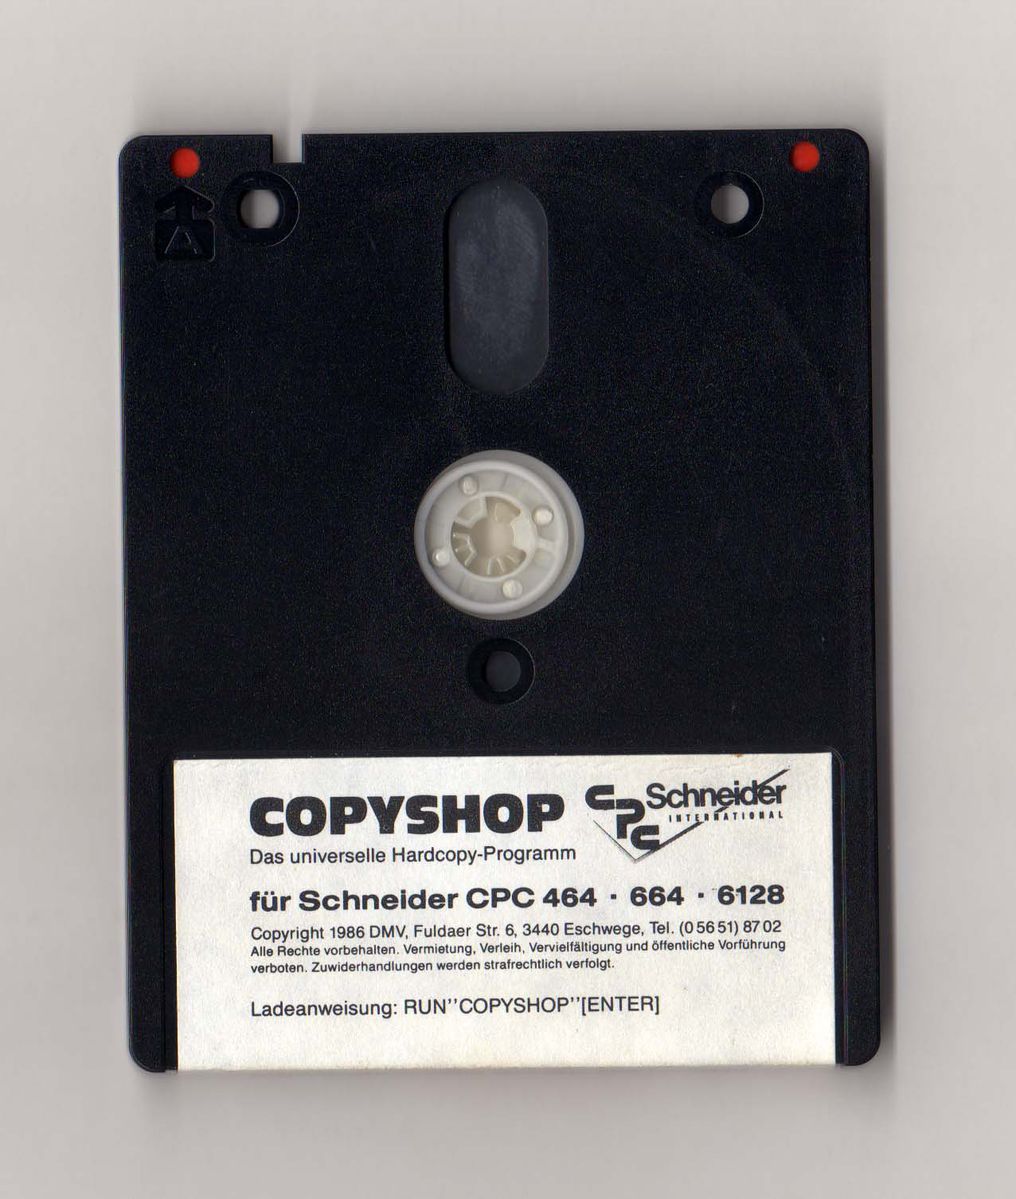 COPYSHOP
CPC Schneider
INTERNATIONAL
Das universelle Hardcopy-Programm
für Schneider CPC 464 · 664 · 6128
Copyright 1986 DMV, Fuldaer Str. 6, 3440 Eschwege, Tel. (0 56 51) 87 02
Alle Rechte vorbehalten. Vermietung, Verleih, Vervielfältigung und öffentliche Vorführung
verboten. Zuwiderhandlungen werden strafrechtlich verfolgt.
Ladeanweisung: RUN''COPYSHOP''[ENTER]